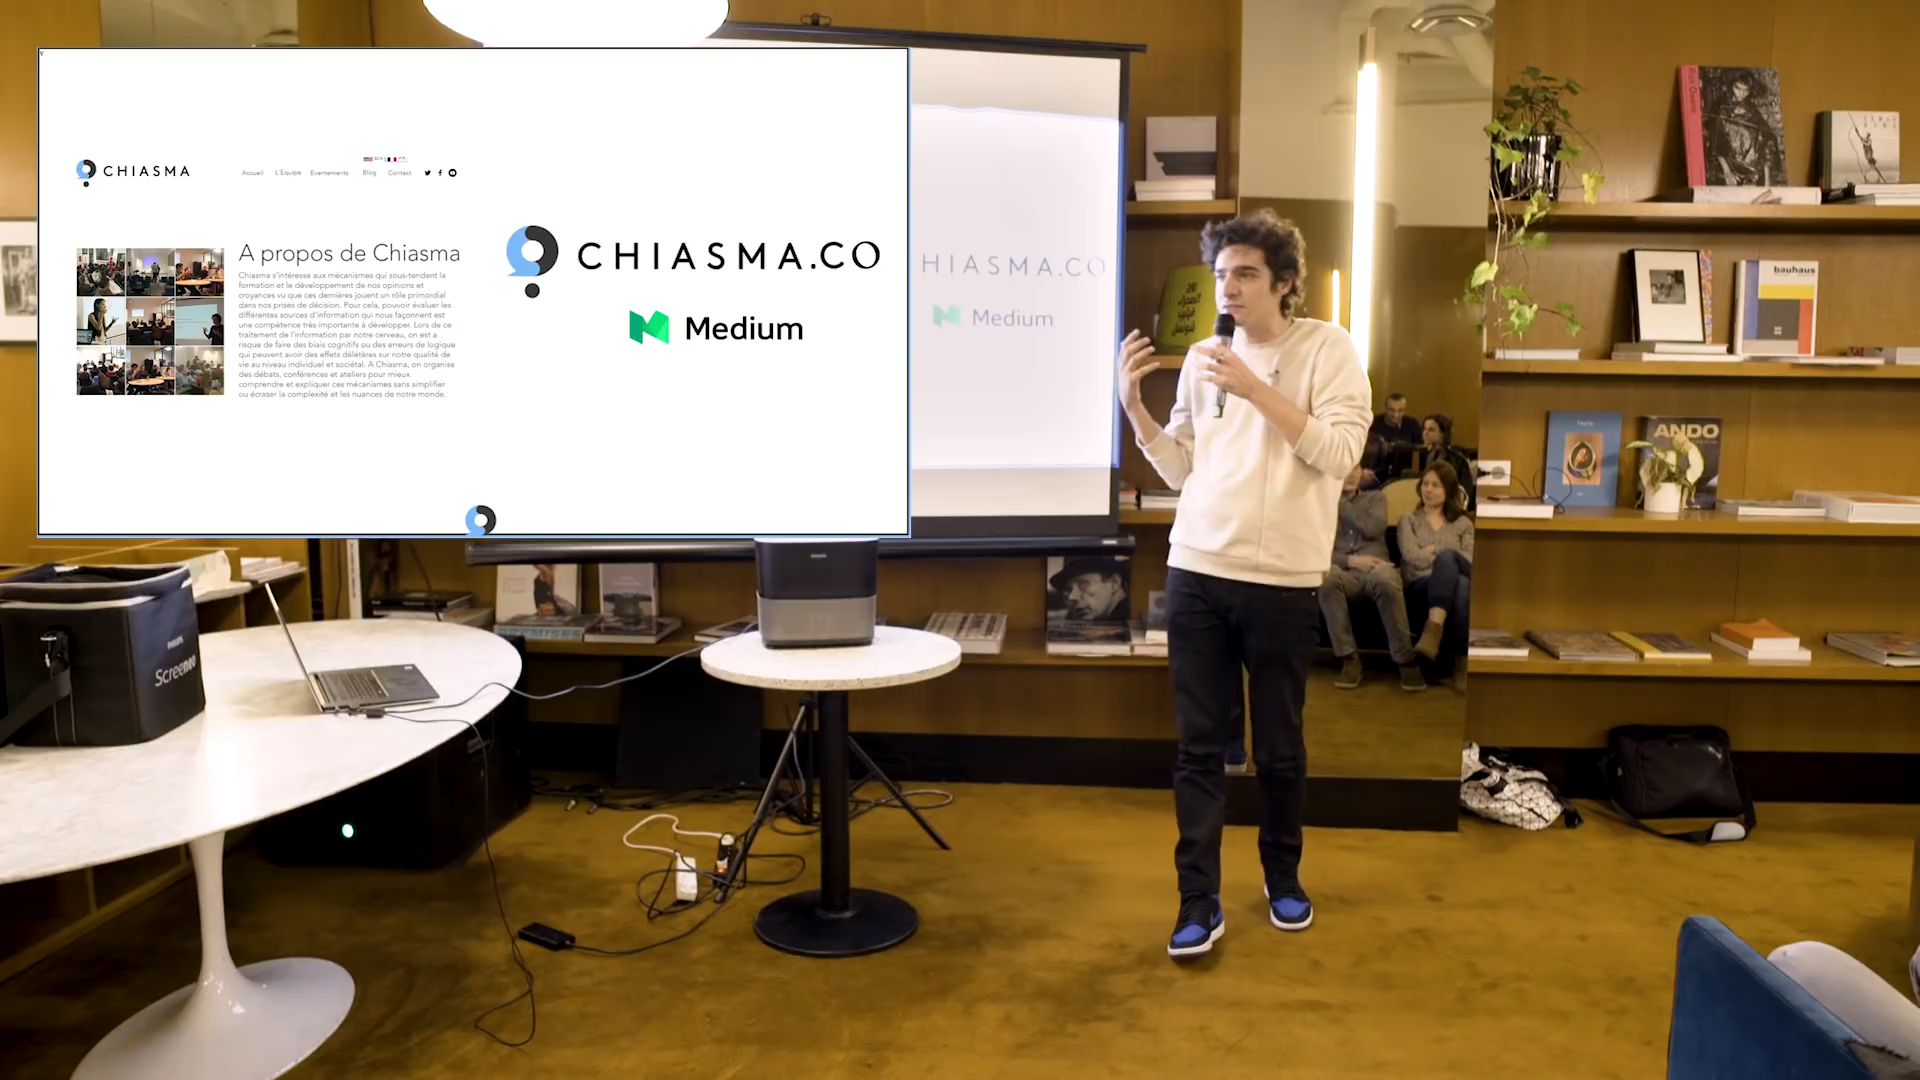 CHIASMA
Accueil L'Equipe Evenements Blog Contact
A propos de Chiasma
Chiasma s'intéresse aux mécanismes qui sous-tendent la
formation et le développement de nos opinions et
croyances vu que ces dernières jouent un rôle primordial
dans nos prises de décision. Pour cela, pouvoir évaluer les
différentes sources d'information qui nous façonnent est
une compétence très importante à développer. Lors de ce
traitement de l'information par notre cerveau, on est a
risque de faire des biais cognitifs ou des erreurs de logique
qui peuvent avoir des effets délétères sur notre qualité de
vie au niveau individuel et sociétal. A Chiasma, on organise
des débats, conférences et ateliers pour mieux
comprendre et expliquer ces mécanismes sans simplifier
ou écraser la complexité et les nuances de notre monde.
CHIASMA.CO
Medium
HIASMA.CO
Medium
bauhaus
ANDO
Screeneo